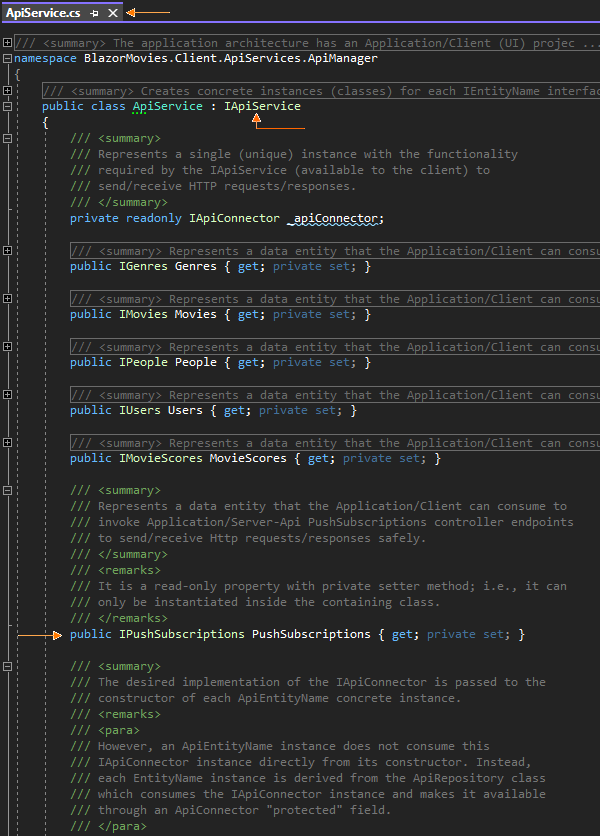 ApiService.cs
/// <summary> The application architecture has an Application/Client (UI) projec ...
namespace BlazorMovies.Client.ApiServices.ApiManager
{
/// <summary> Creates concrete instances (classes) for each IEntityName interfac
public class ApiService : IApiService
{
/// <summary>
/// Represents a single (unique) instance with the functionality
/// required by the IApiService (available to the client) to
/// send/receive HTTP requests/responses.
/// </summary>
private readonly IApiConnector _apiConnector;
/// <summary> Represents a data entity that the Application/Client can consu
public IGenres Genres { get; private set; }
/// <summary> Represents a data entity that the Application/Client can consu
public IMovies Movies { get; private set; }
/// <summary> Represents a data entity that the Application/Client can consu
public IPeople People { get; private set; }
/// <summary> Represents a data entity that the Application/Client can consu
public IUsers Users { get; private set; }
/// <summary> Represents a data entity that the Application/Client can consu
public IMovieScores MovieScores { get; private set; }
/// <summary>
/// Represents a data entity that the Application/Client can consume to
/// invoke Application/Server-Api PushSubscriptions controller endpoints
/// to send/receive Http requests/responses safely.
/// </summary>
/// <remarks>
/// It is a read-only property with private setter method; i.e., it can
/// only be instantiated inside the containing class.
/// </remarks>
public IPushSubscriptions PushSubscriptions { get; private set; }
/// <summary>
/// The desired implementation of the IApiConnector is passed to the
/// constructor of each ApiEntityName concrete instance.
/// <remarks>
/// <para>
/// However, an ApiEntityName instance does not consume this
/// IApiConnector instance directly from its constructor. Instead,
/// each EntityName instance is derived from the ApiRepository class
/// which consumes the IApiConnector instance and makes it available
/// through an ApiConnector "protected" field.
/// </para>